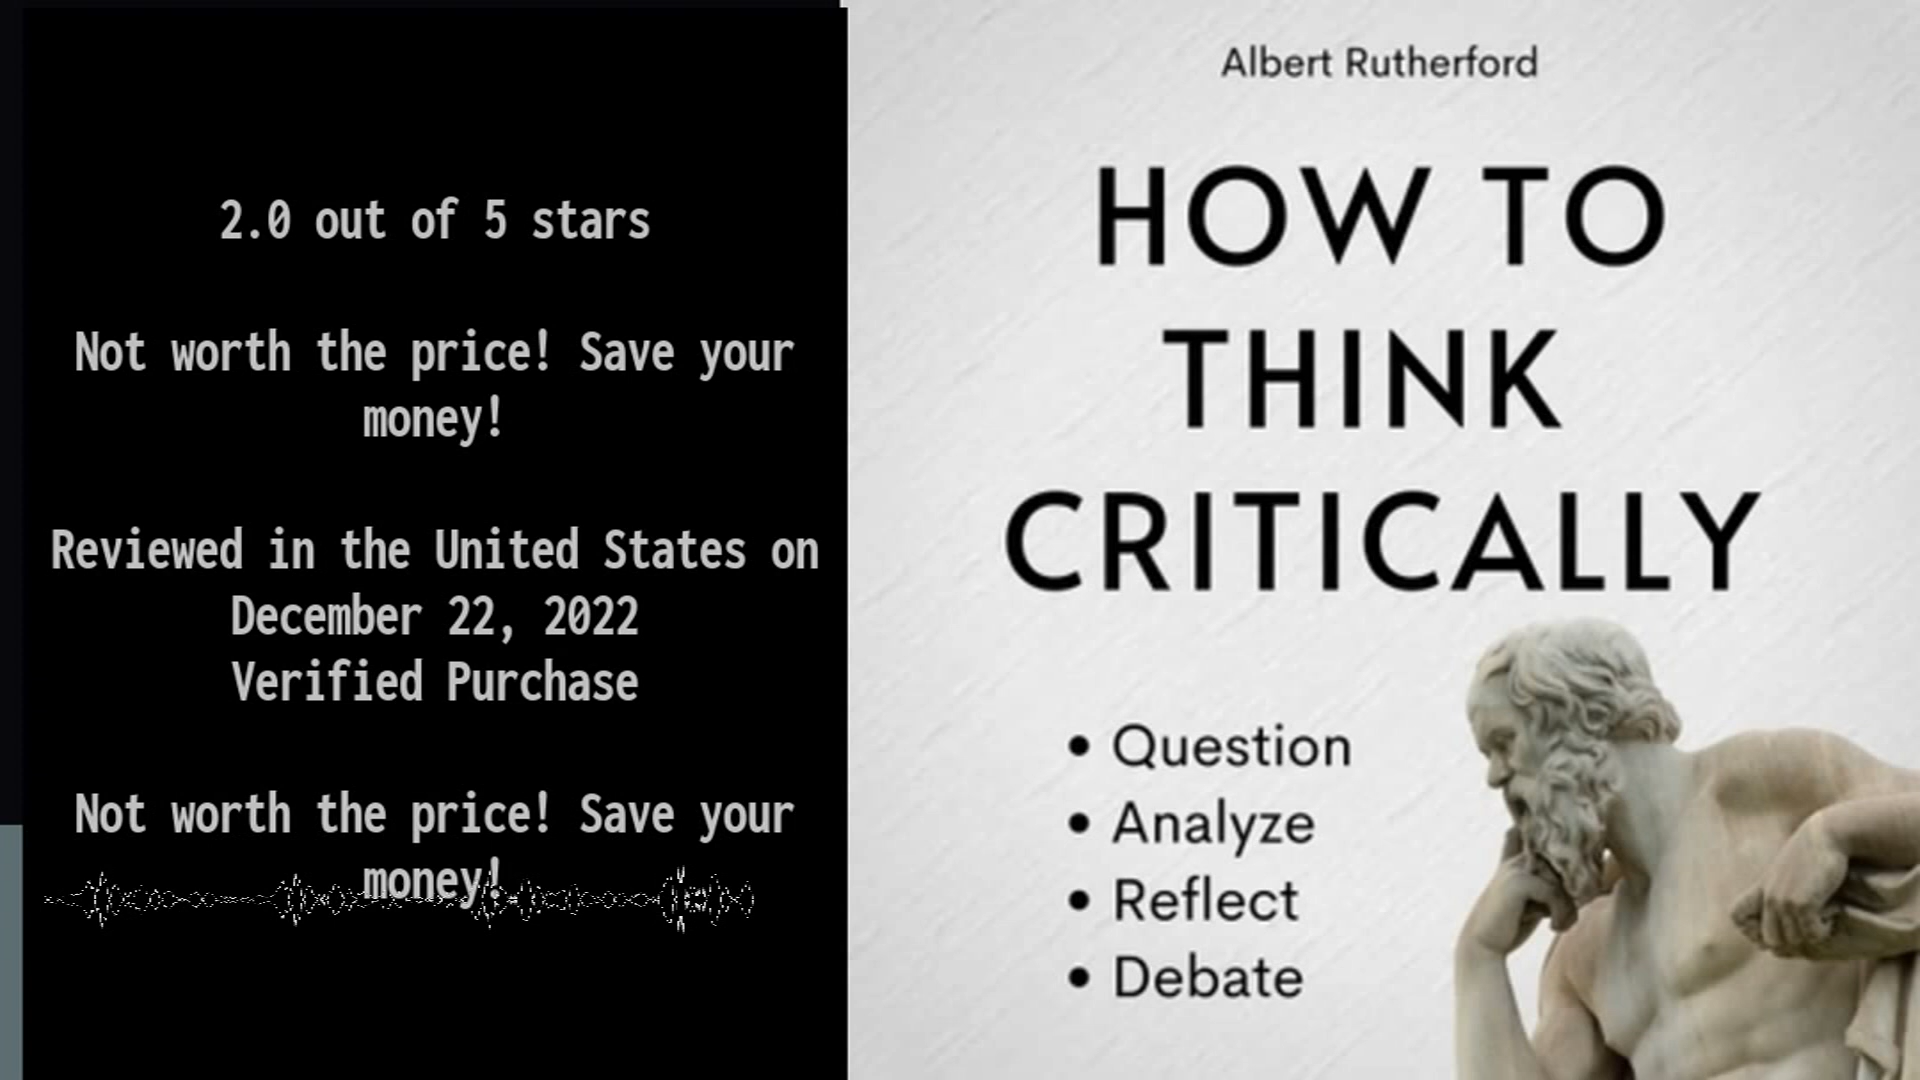 2.0 out of 5 stars
Not worth the price! Save your
money!
Reviewed in the United States on
December 22, 2022
Verified Purchase
Not worth the price! Save your
money!
Albert Rutherford
HOW TO
THINK
CRITICALLY
• Question
• Analyze
• Reflect
• Debate